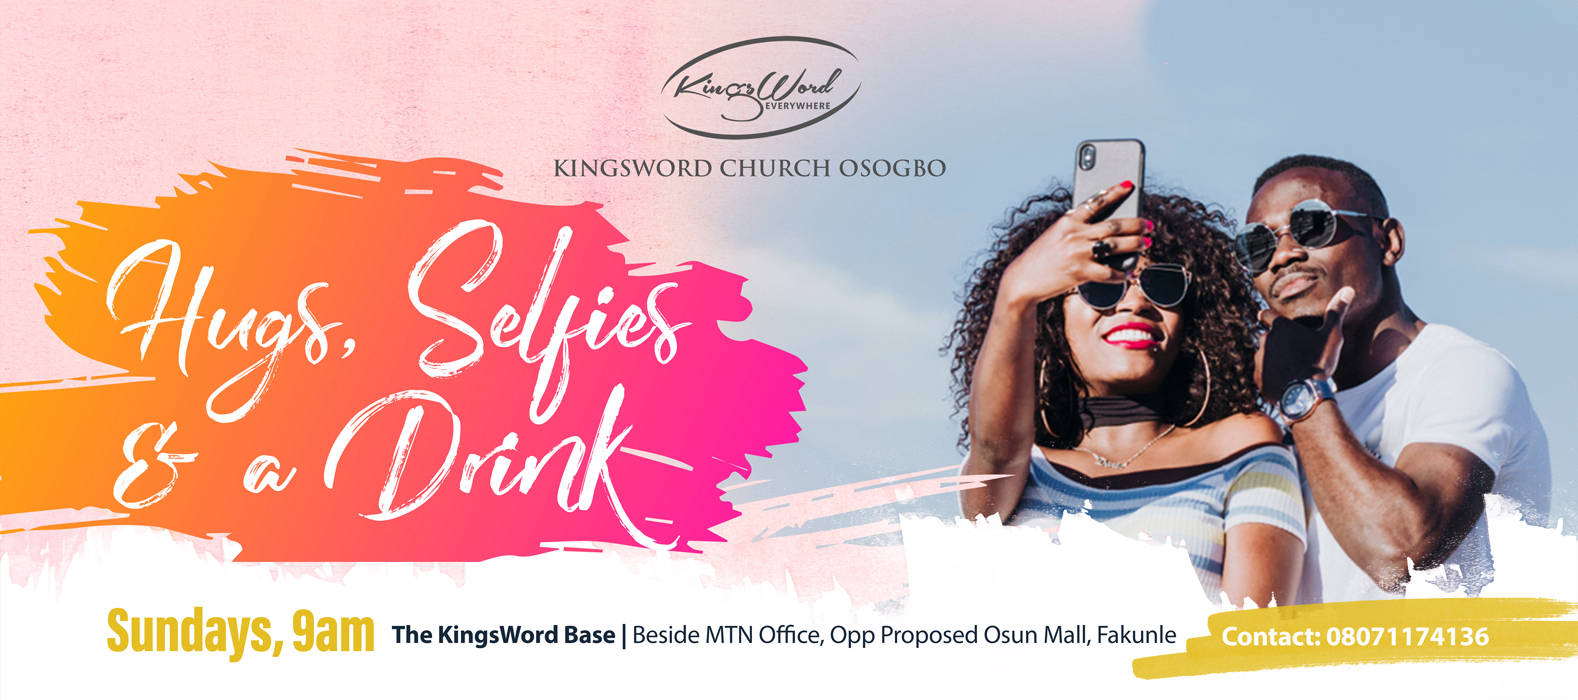 KingsWord
EVERYWHERE
KINGSWORD CHURCH OSOGBO
Hugs, Selfies
& a Drink
Sundays, 9am The KingsWord Base | Beside MTN Office, Opp Proposed Osun Mall, Fakunle Contact: 08071174136